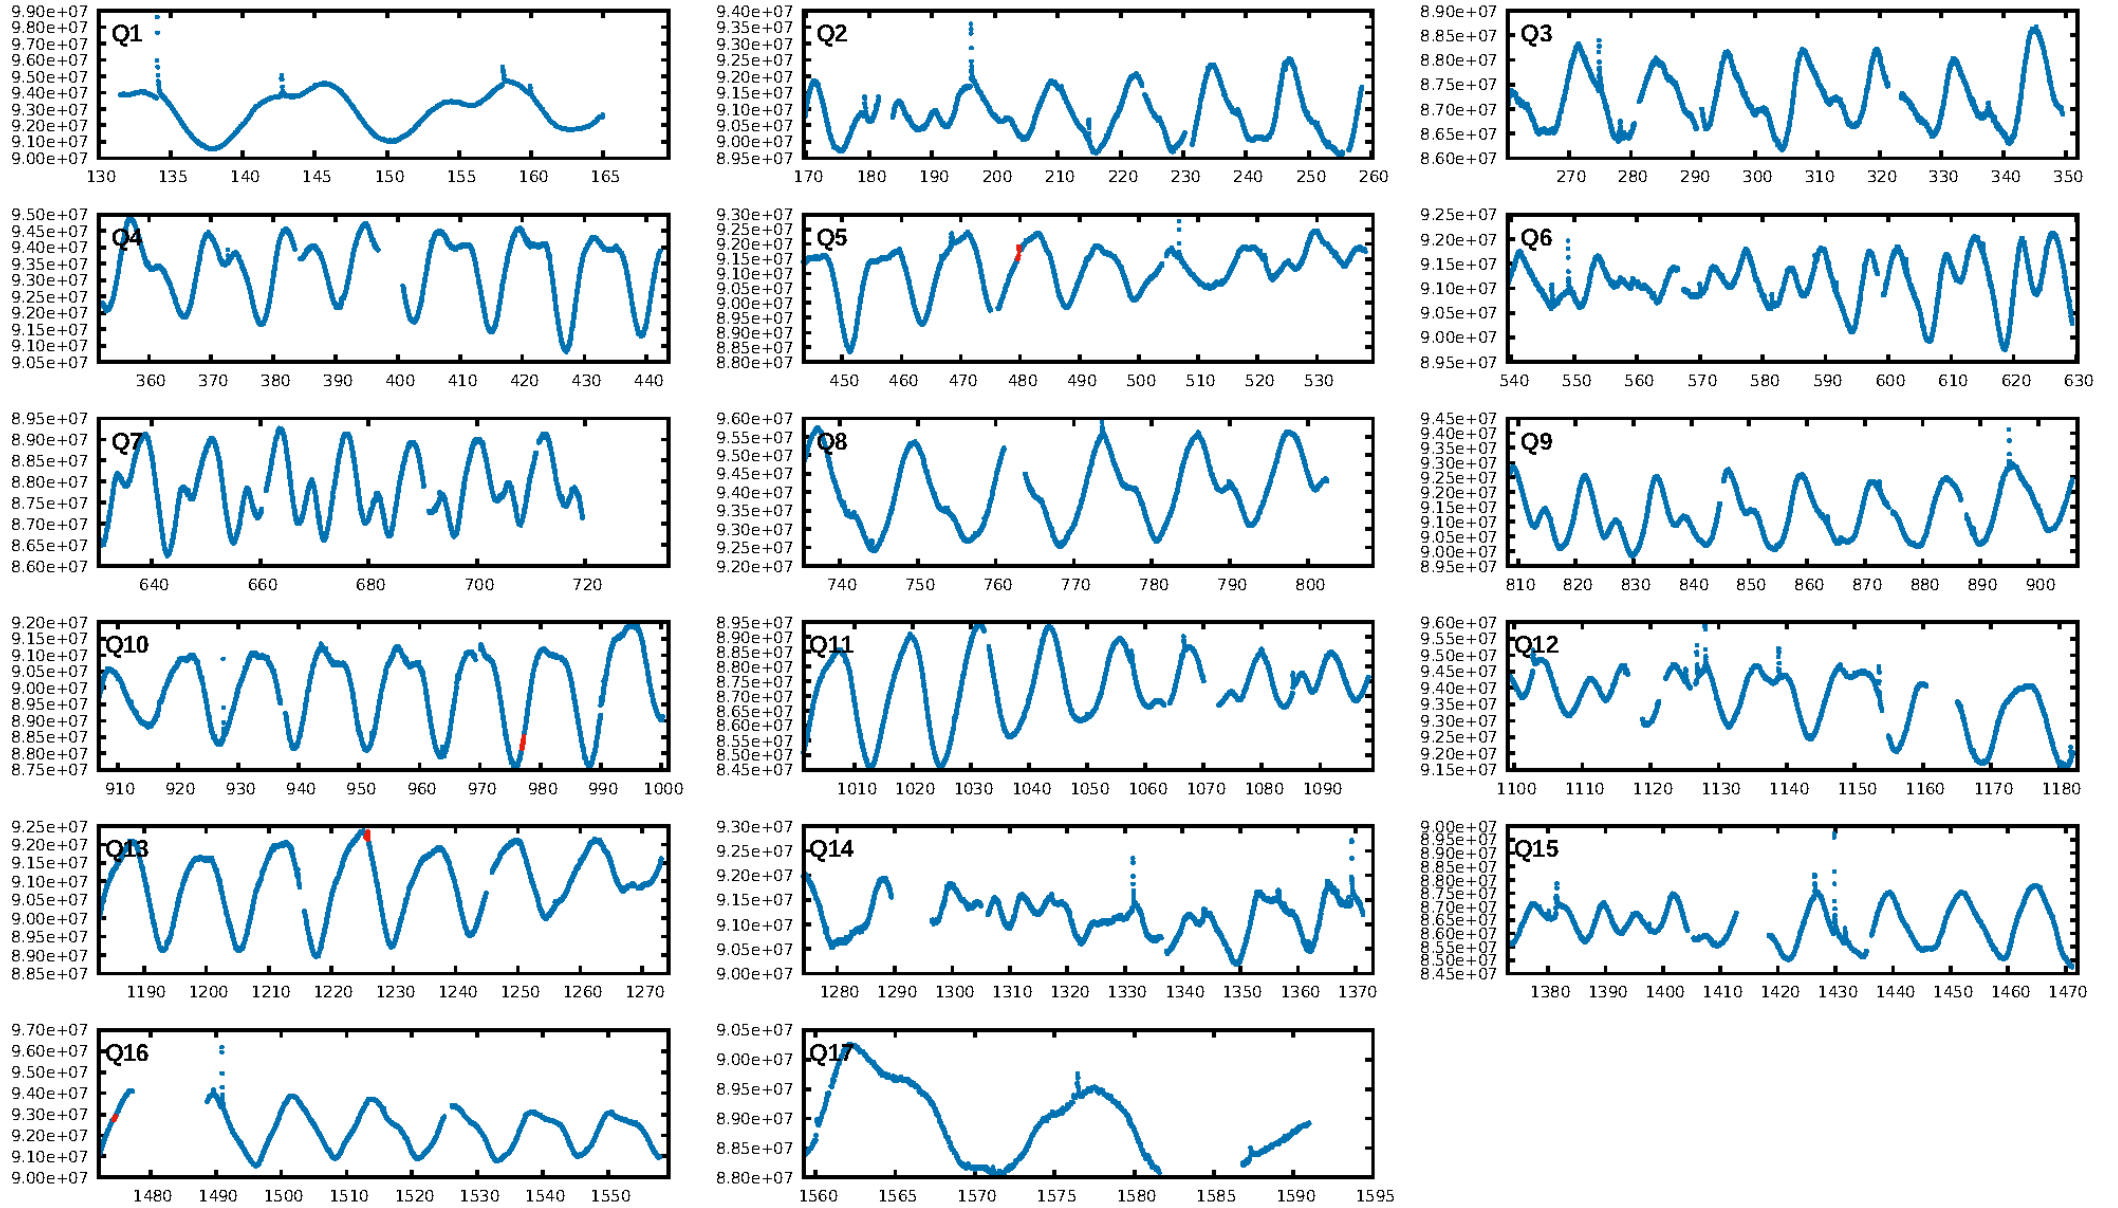 9.90e+07
9.80e+07
9.70e+07
9.60e+07
9.50e+07
9.40e+07
9.30e+07
9.20e+07
9.10e+07
9.00e+07
Q1
130 135 140 145 150 155 160 165
9.40e+07
9.35e+07
9.30e+07
9.25e+07
9.20e+07
9.15e+07
9.10e+07
9.05e+07
9.00e+07
8.95e+07
Q2
170 180 190 200 210 220 230 240 250 260
8.90e+07
8.85e+07
8.80e+07
8.75e+07
8.70e+07
8.65e+07
8.60e+07
Q3
270 280 290 300 310 320 330 340 350
9.50e+07
9.45e+07
9.40e+07
9.35e+07
9.30e+07
9.25e+07
9.20e+07
9.15e+07
9.10e+07
9.05e+07
Q4
360 370 380 390 400 410 420 430 440
9.30e+07
9.25e+07
9.20e+07
9.15e+07
9.10e+07
9.05e+07
9.00e+07
8.95e+07
8.90e+07
8.85e+07
8.80e+07
Q5
450 460 470 480 490 500 510 520 530
9.25e+07
9.20e+07
9.15e+07
9.10e+07
9.05e+07
9.00e+07
8.95e+07
Q6
540 550 560 570 580 590 600 610 620 630
8.95e+07
8.90e+07
8.85e+07
8.80e+07
8.75e+07
8.70e+07
8.65e+07
8.60e+07
Q7
640 660 680 700 720
9.60e+07
9.55e+07
9.50e+07
9.45e+07
9.40e+07
9.35e+07
9.30e+07
9.25e+07
9.20e+07
Q8
740 750 760 770 780 790 800
9.45e+07
9.40e+07
9.35e+07
9.30e+07
9.25e+07
9.20e+07
9.15e+07
9.10e+07
9.05e+07
9.00e+07
8.95e+07
Q9
810 820 830 840 850 860 870 880 890 900
9.20e+07
9.15e+07
9.10e+07
9.05e+07
9.00e+07
8.95e+07
8.90e+07
8.85e+07
8.80e+07
8.75e+07
Q10
910 920 930 940 950 960 970 980 990 1000
8.95e+07
8.90e+07
8.85e+07
8.80e+07
8.75e+07
8.70e+07
8.65e+07
8.60e+07
8.55e+07
8.50e+07
8.45e+07
Q11
1010 1020 1030 1040 1050 1060 1070 1080 1090
9.60e+07
9.55e+07
9.50e+07
9.45e+07
9.40e+07
9.35e+07
9.30e+07
9.25e+07
9.20e+07
9.15e+07
Q12
1100 1110 1120 1130 1140 1150 1160 1170 1180
9.25e+07
9.20e+07
9.15e+07
9.10e+07
9.05e+07
9.00e+07
8.95e+07
8.90e+07
8.85e+07
Q13
1190 1200 1210 1220 1230 1240 1250 1260 1270
9.30e+07
9.25e+07
9.20e+07
9.15e+07
9.10e+07
9.05e+07
9.00e+07
Q14
1280 1290 1300 1310 1320 1330 1340 1350 1360 1370
9.00e+07
8.95e+07
8.90e+07
8.85e+07
8.80e+07
8.75e+07
8.70e+07
8.65e+07
8.60e+07
8.55e+07
8.50e+07
8.45e+07
Q15
1380 1390 1400 1410 1420 1430 1440 1450 1460 1470
9.70e+07
9.60e+07
9.50e+07
9.40e+07
9.30e+07
9.20e+07
9.10e+07
9.00e+07
Q16
1480 1490 1500 1510 1520 1530 1540 1550
9.05e+07
9.00e+07
8.95e+07
8.90e+07
8.85e+07
8.80e+07
Q17
1560 1565 1570 1575 1580 1585 1590 1595